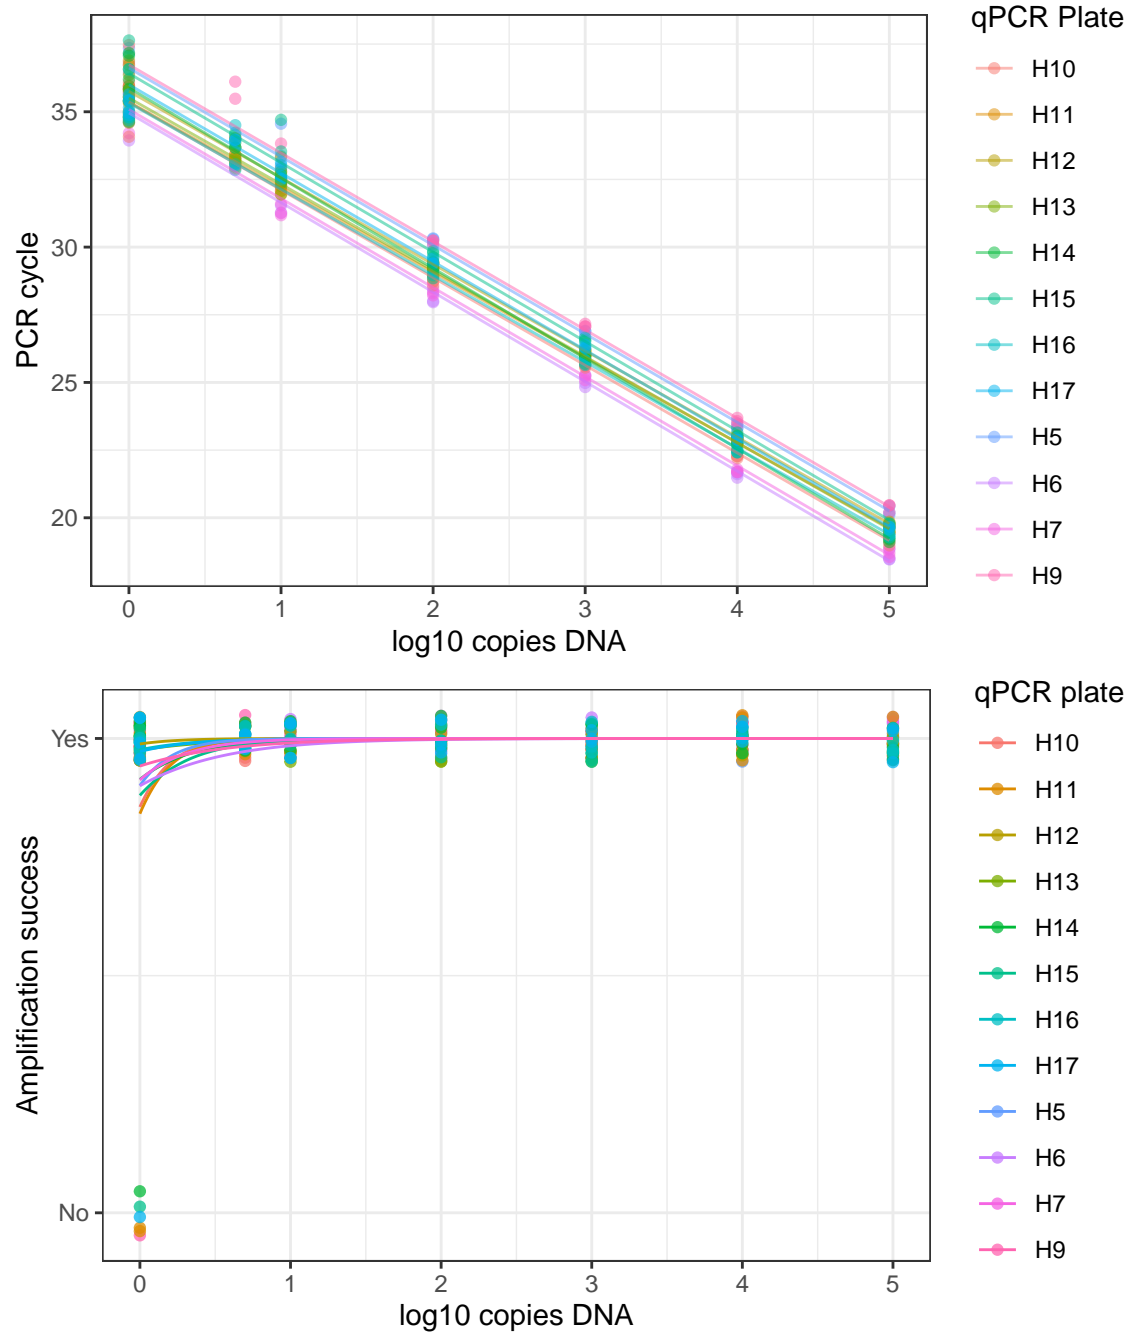 qPCR Plate
H10
H11
H12
H13
H14
H15
H16
H17
H5
H6
H7
H9
PCR cycle
35
30
25
20
0 1 2 3 4 5
log10 copies DNA
qPCR plate
H10
H11
H12
H13
H14
H15
H16
H17
H5
H6
H7
H9
Amplification success
Yes
No
0 1 2 3 4 5
log10 copies DNA